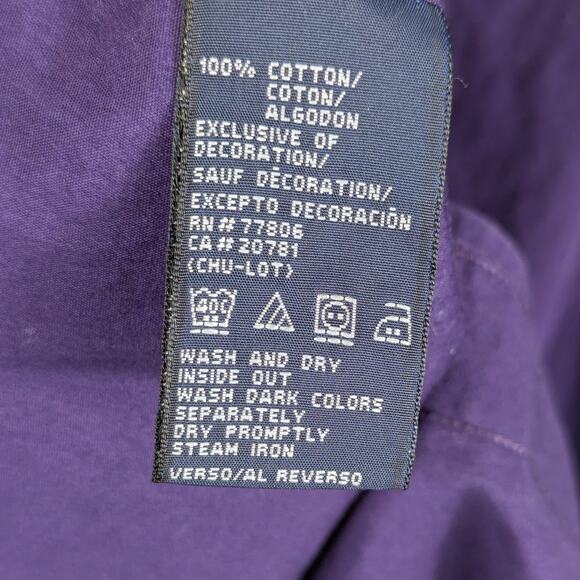 100% COTTON/
COTON/
ALGODON
EXCLUSIVE OF
DECORATION/
SAUF DÉCORATION/
EXCEPTO DECORACIÓN
RN#77806
CA#20781
(CHU-LOT)
40C
WASH AND DRY
INSIDE OUT
WASH DARK COLORS
SEPARATELY
DRY PROMPTLY
STEAM IRON
VERSO/AL REVERSO